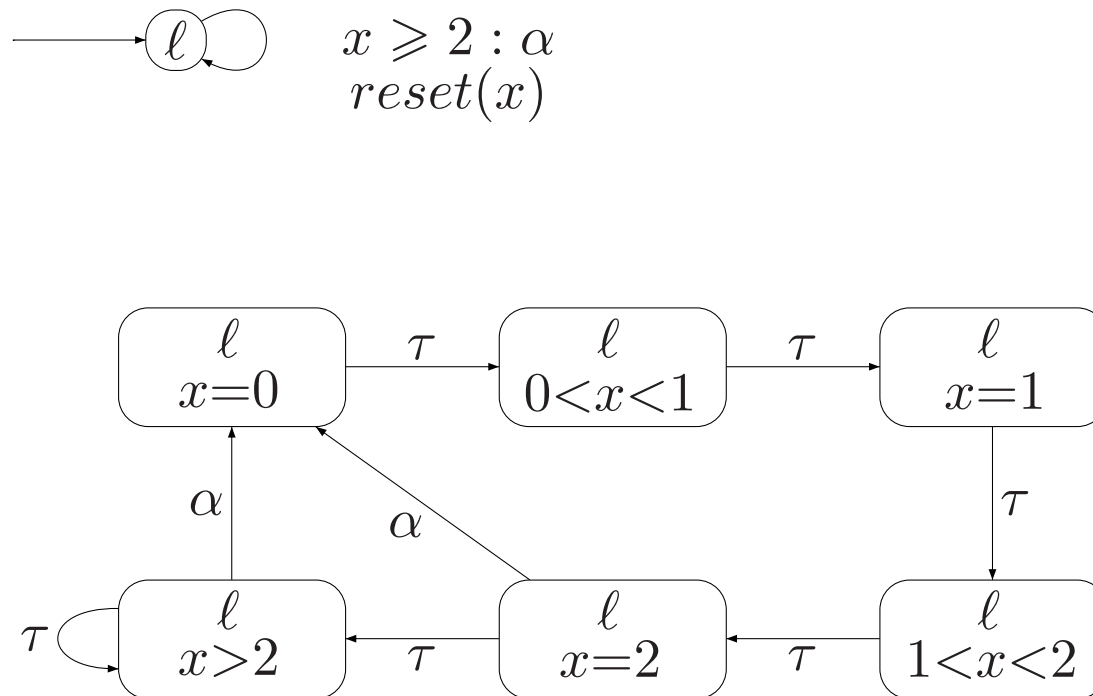 ℓ
x ⩾ 2 : α
reset(x)
ℓ
x=0
τ
ℓ
0<x<1
τ
ℓ
x=1
α
α
τ
τ
ℓ
x>2
τ
ℓ
x=2
τ
ℓ
1<x<2